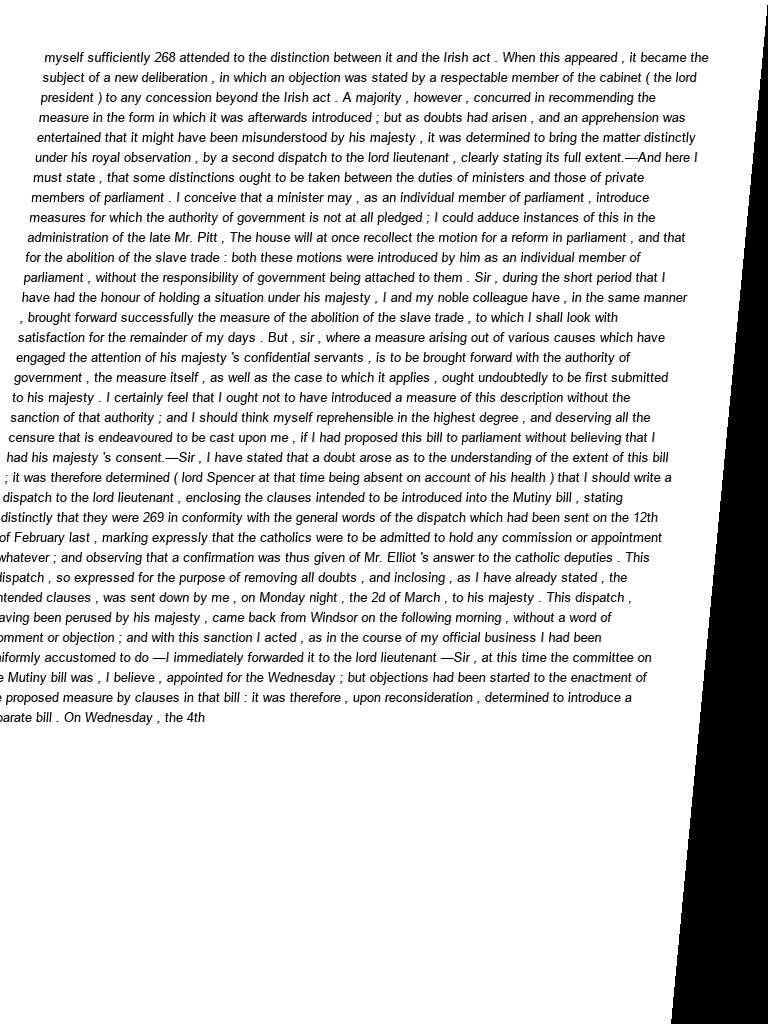 myself sufficiently 268 attended to the distinction between it and the Irish act . When this appeared , it became the
subject of a new deliberation , in which an objection was stated by a respectable member of the cabinet ( the lord
president ) to any concession beyond the Irish act . A majority , however , concurred in recommending the
measure in the form in which it was afterwards introduced ; but as doubts had arisen , and an apprehension was
entertained that it might have been misunderstood by his majesty , it was determined to bring the matter distinctly
under his royal observation , by a second dispatch to the lord lieutenant , clearly stating its full extent.—And here I
must state , that some distinctions ought to be taken between the duties of ministers and those of private
members of parliament . I conceive that a minister may , as an individual member of parliament , introduce
measures for which the authority of government is not at all pledged ; I could adduce instances of this in the
administration of the late Mr. Pitt , The house will at once recollect the motion for a reform in parliament , and that
for the abolition of the slave trade : both these motions were introduced by him as an individual member of
parliament , without the responsibility of government being attached to them . Sir , during the short period that I
have had the honour of holding a situation under his majesty , I and my noble colleague have , in the same manner
, brought forward successfully the measure of the abolition of the slave trade , to which I shall look with
satisfaction for the remainder of my days . But , sir , where a measure arising out of various causes which have
engaged the attention of his majesty 's confidential servants , is to be brought forward with the authority of
government , the measure itself , as well as the case to which it applies , ought undoubtedly to be first submitted
to his majesty . I certainly feel that I ought not to have introduced a measure of this description without the
sanction of that authority ; and I should think myself reprehensible in the highest degree , and deserving all the
censure that is endeavoured to be cast upon me , if I had proposed this bill to parliament without believing that I
had his majesty 's consent.—Sir , I have stated that a doubt arose as to the understanding of the extent of this bill
; it was therefore determined ( lord Spencer at that time being absent on account of his health ) that I should write a
dispatch to the lord lieutenant , enclosing the clauses intended to be introduced into the Mutiny bill , stating
distinctly that they were 269 in conformity with the general words of the dispatch which had been sent on the 12th
of February last , marking expressly that the catholics were to be admitted to hold any commission or appointment
whatever ; and observing that a confirmation was thus given of Mr. Elliot 's answer to the catholic deputies . This
dispatch , so expressed for the purpose of removing all doubts , and inclosing , as I have already stated , the
ntended clauses , was sent down by me , on Monday night , the 2d of March , to his majesty . This dispatch ,
aving been perused by his majesty , came back from Windsor on the following morning , without a word of
omment or objection ; and with this sanction I acted , as in the course of my official business I had been
iformly accustomed to do —I immediately forwarded it to the lord lieutenant —Sir , at this time the committee on
e Mutiny bill was , I believe , appointed for the Wednesday ; but objections had been started to the enactment of
proposed measure by clauses in that bill : it was therefore , upon reconsideration , determined to introduce a
parate bill . On Wednesday , the 4th